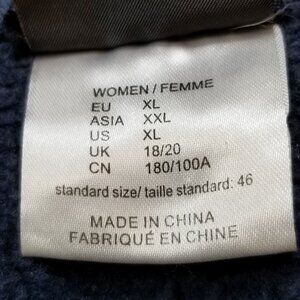 WOMEN / FEMME
EU XL
ASIA XXL
US XL
UK 18/20
CN 180/100A
standard size/ taille standard: 46
MADE IN CHINA
FABRIQUÉ EN CHINE